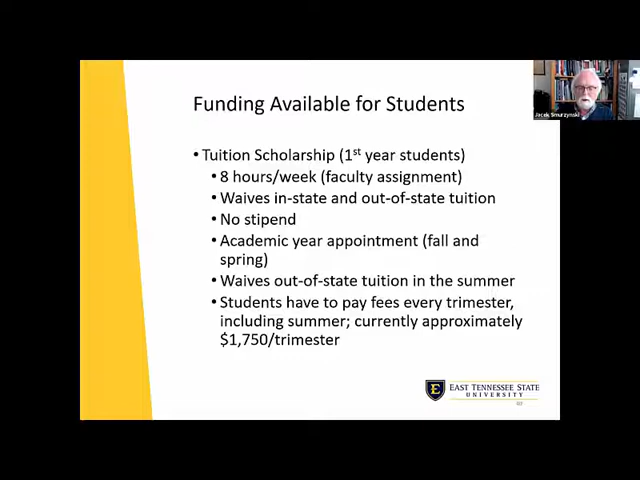 Funding Available for Students
Jacek Smurzynski
• Tuition Scholarship (1st year students)
• 8 hours/week (faculty assignment)
• Waives in-state and out-of-state tuition
• No stipend
• Academic year appointment (fall and
spring)
• Waives out-of-state tuition in the summer
• Students have to pay fees every trimester,
including summer; currently approximately
$1,750/trimester
E
EAST TENNESSEE STATE
UNIVERSITY